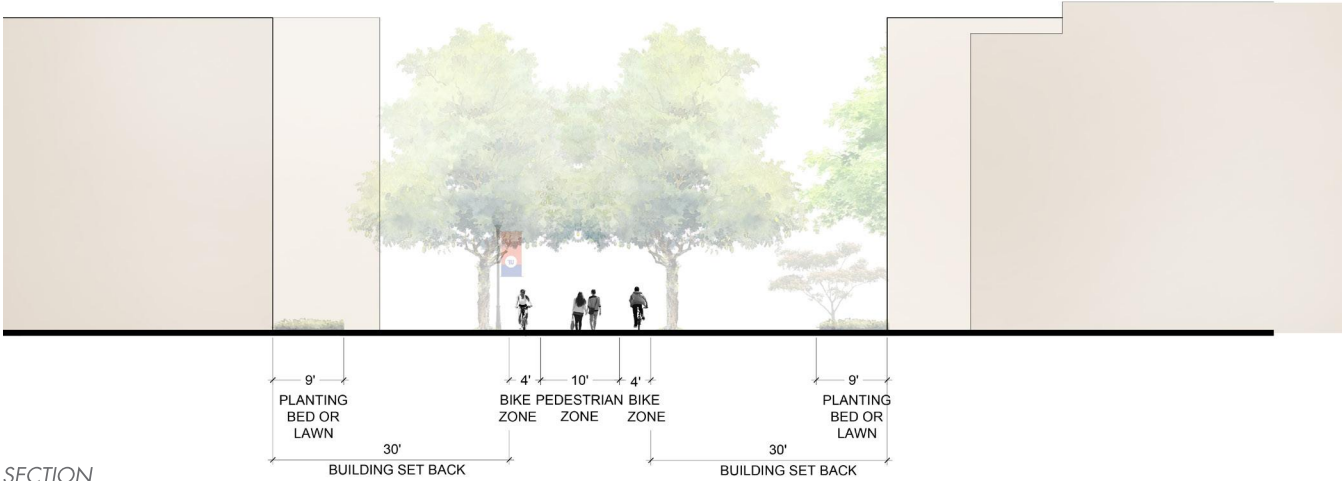 9'
PLANTING
BED OR
LAWN
4'
BIKE
ZONE
10'
PEDESTRIAN
ZONE
4'
BIKE
ZONE
9'
PLANTING
BED OR
LAWN
30'
BUILDING SET BACK
30'
BUILDING SET BACK
SECTION